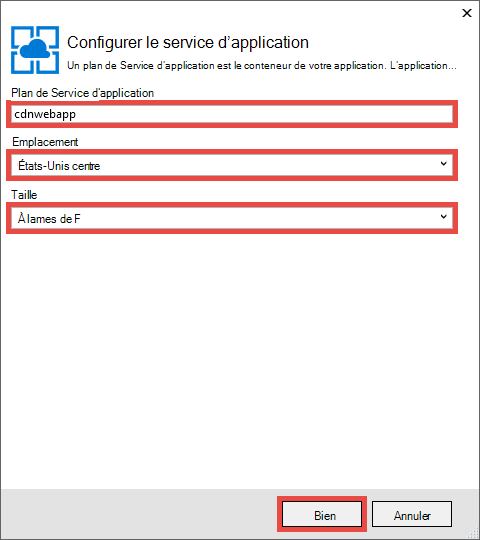 Configurer le service d'application
Un plan de Service d'application est le conteneur de votre application. L'application...
Plan de Service d'application
cdnwebapp
Emplacement
États-Unis centre
Taille
À lames de F
Bien
Annuler